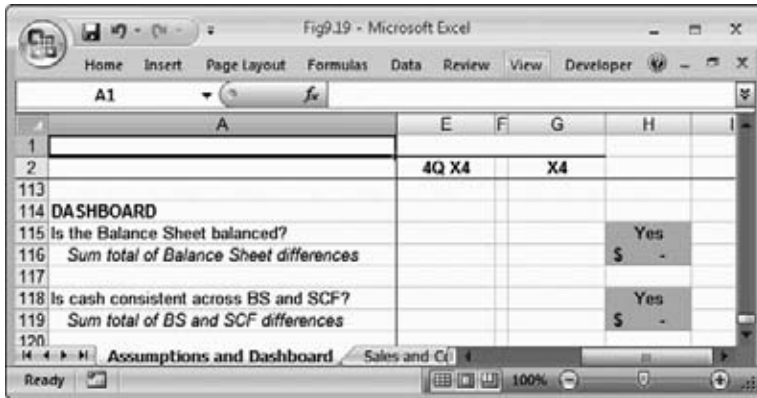 Fig9.19 - Microsoft Excel
Home Insert Page Layout Formulas Data Review View Developer
A1 fx
A E F G H I
1
2 4Q X4 X4
113
114 DASHBOARD
115 Is the Balance Sheet balanced? Yes
116 Sum total of Balance Sheet differences $ -
117
118 Is cash consistent across BS and SCF? Yes
119 Sum total of BS and SCF differences $ -
120
Assumptions and Dashboard Sales and Co
Ready 100%